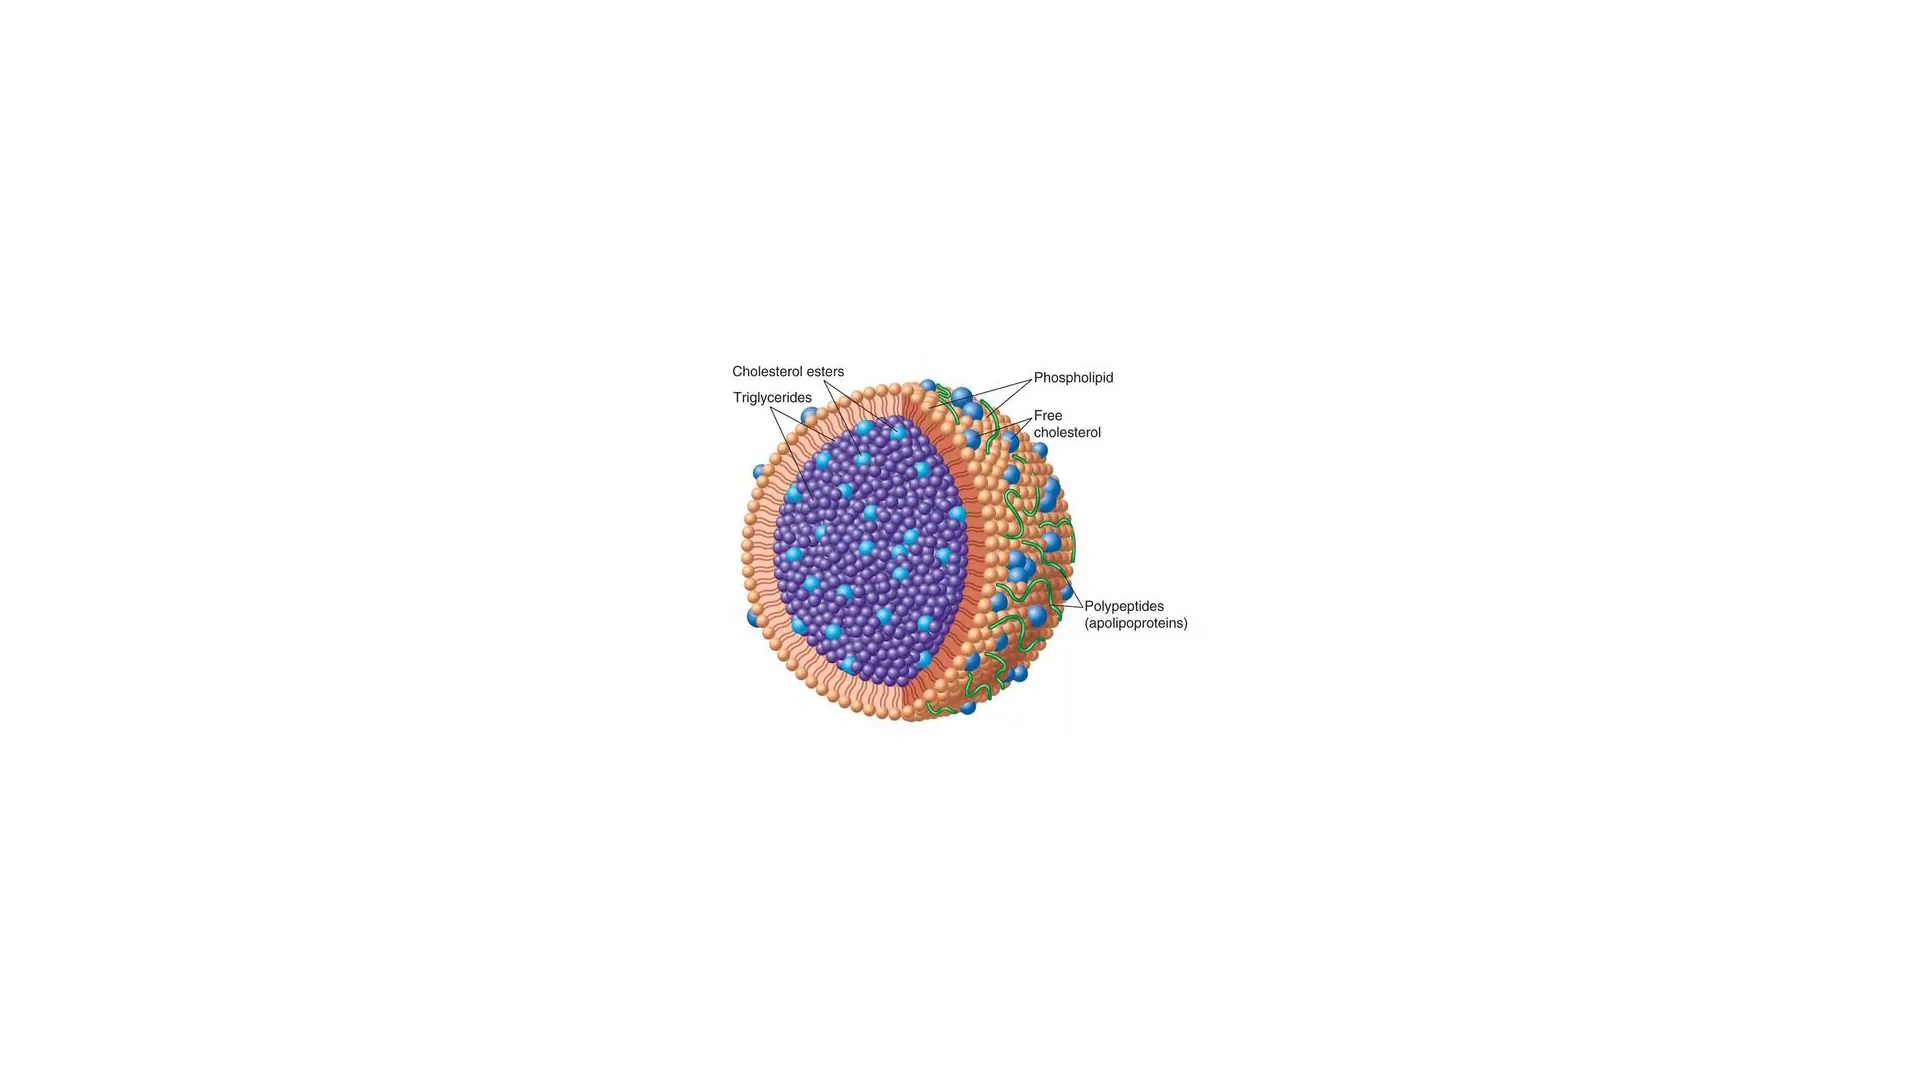 Cholesterol esters
Triglycerides
Phospholipid
Free
cholesterol
Polypeptides
(apolipoproteins)